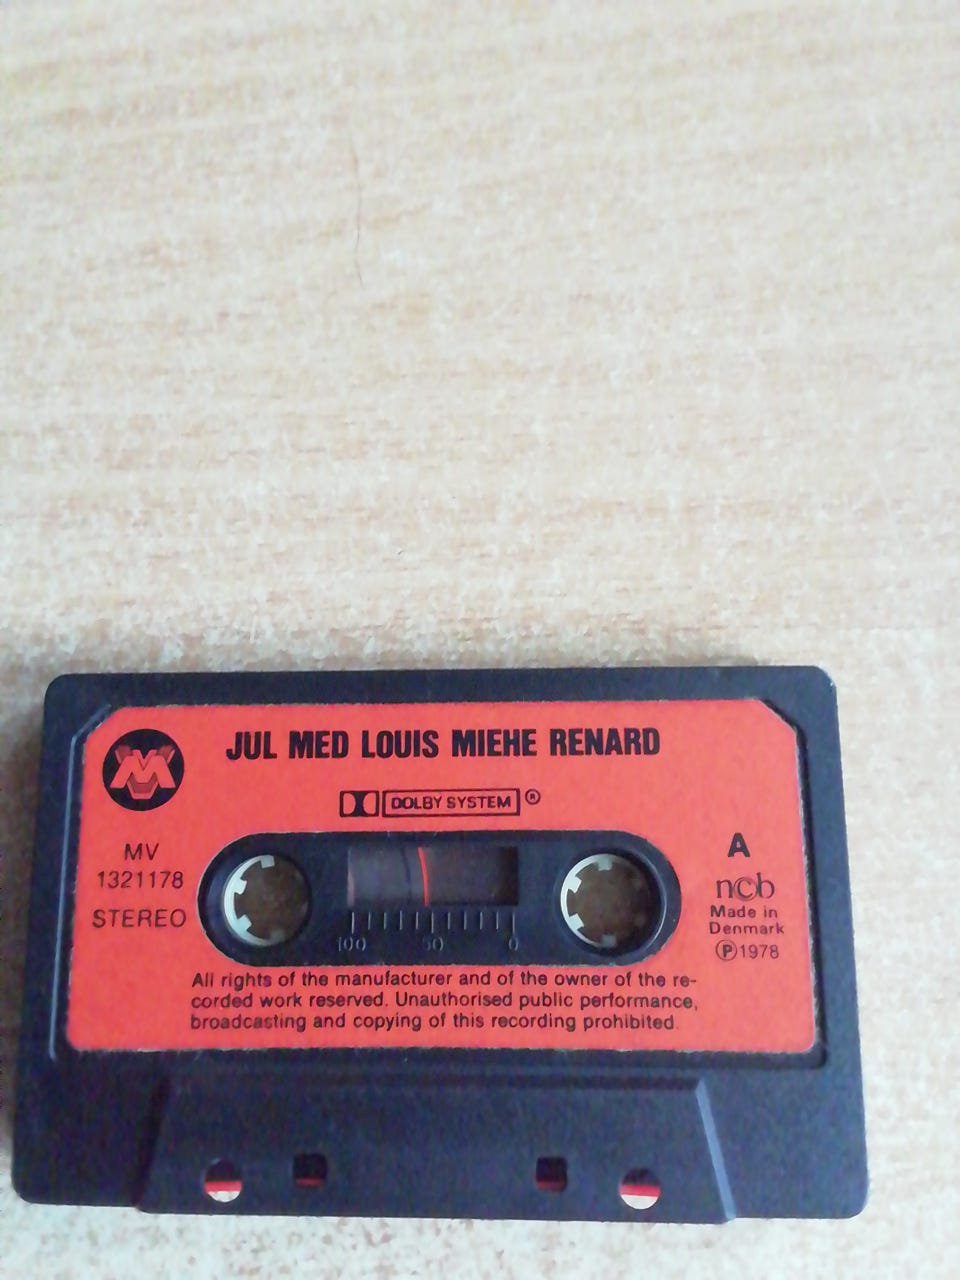 JUL MED LOUIS MIEHE RENARD
DOLBY SYSTEM ®
MV
1321178
STEREO
100 50 0
A
ncb
Made in
Denmark
Ⓟ 1978
All rights of the manufacturer and of the owner of the re-
corded work reserved. Unauthorised public performance,
broadcasting and copying of this recording prohibited.